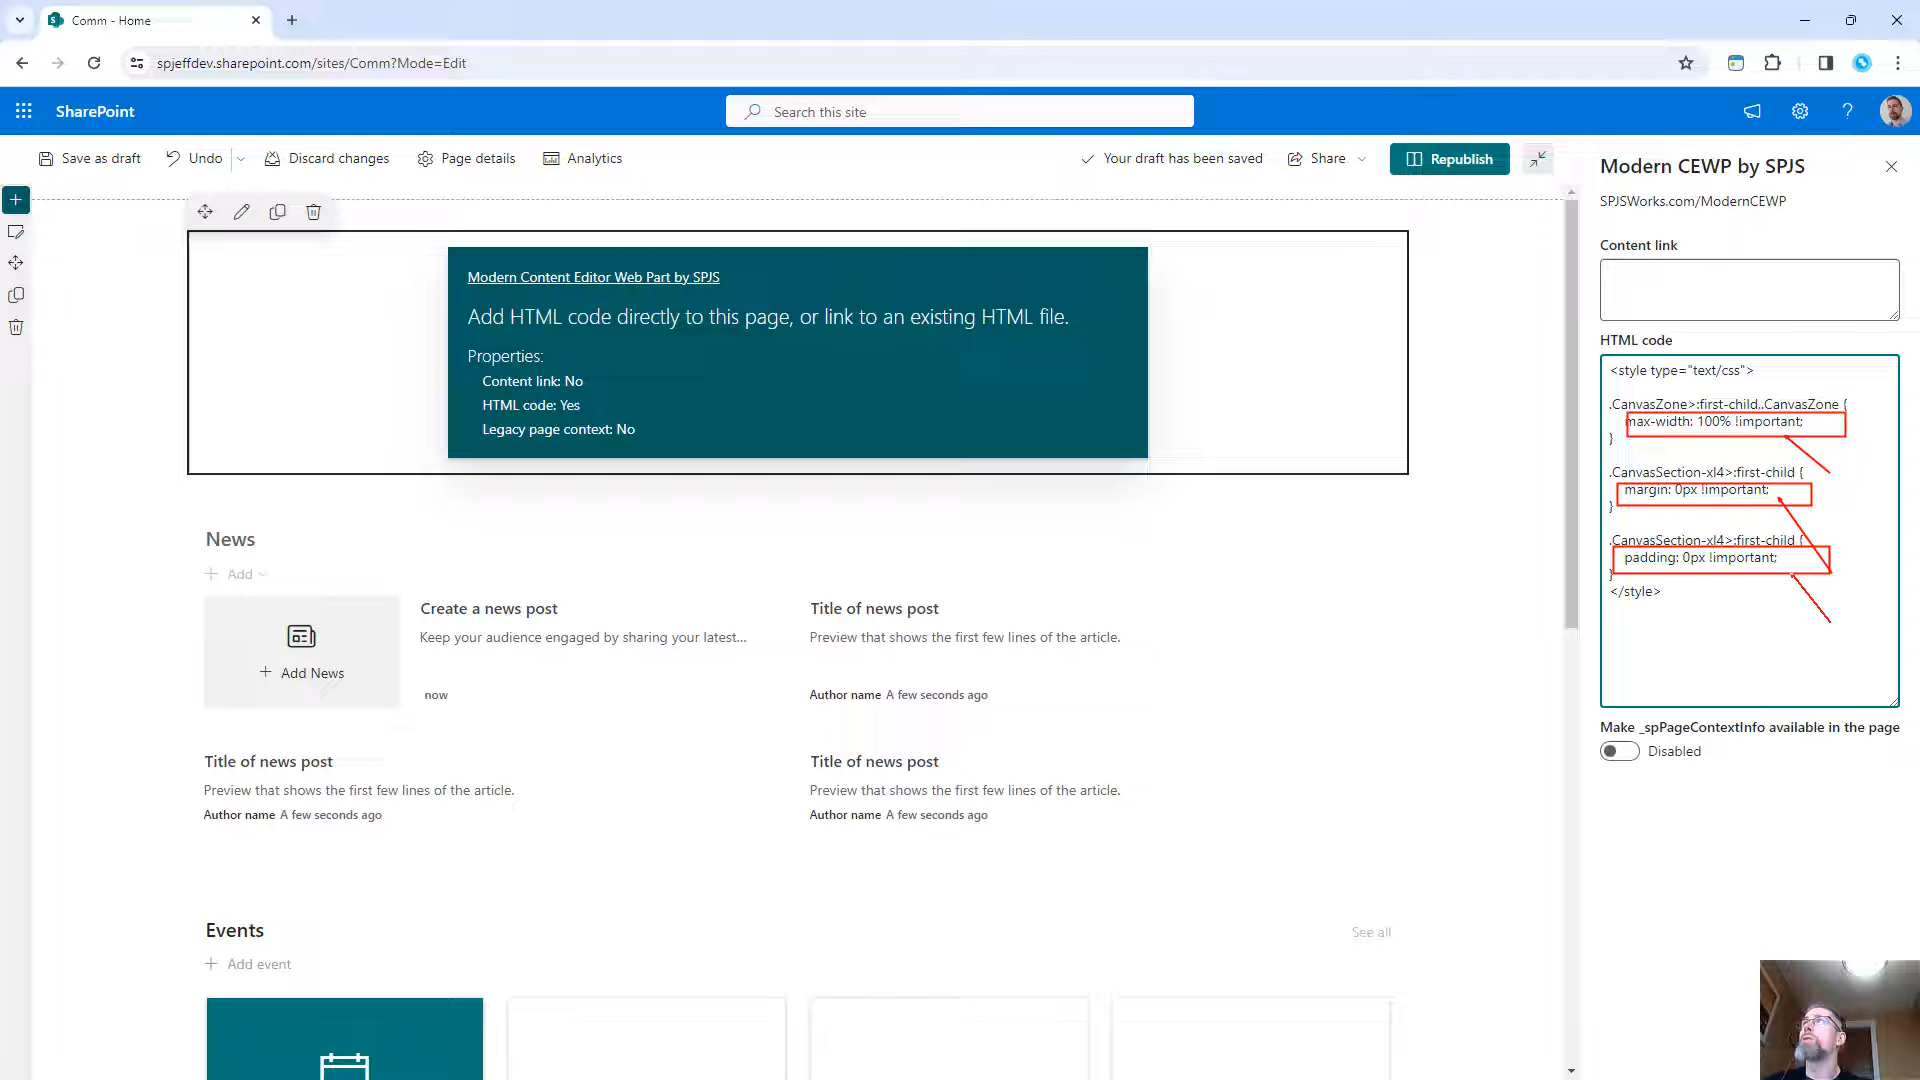 Comm - Home
spjeffdev.sharepoint.com/sites/Comm?Mode=Edit
SharePoint
Search this site
Save as draft
Undo
Discard changes
Page details
Analytics
Your draft has been saved
Share
Republish
Modern Content Editor Web Part by SPJS
Add HTML code directly to this page, or link to an existing HTML file.
Properties:
Content link: No
HTML code: Yes
Legacy page context: No
News
Add
Add News
Create a news post
Keep your audience engaged by sharing your latest...
now
Title of news post
Preview that shows the first few lines of the article.
Author name A few seconds ago
Title of news post
Preview that shows the first few lines of the article.
Author name A few seconds ago
Title of news post
Preview that shows the first few lines of the article.
Author name A few seconds ago
Events
See all
Add event
Modern CEWP by SPJS
SPJSWorks.com/ModernCEWP
Content link
HTML code
<style type="text/css">
.CanvasZone>:first-child,.CanvasZone {
max-width: 100% !important;
}
.CanvasSection-xl4>:first-child {
margin: 0px !important;
}
.CanvasSection-xl4>:first-child {
padding: 0px !important;
}
</style>
Make _spPageContextInfo available in the page
Disabled